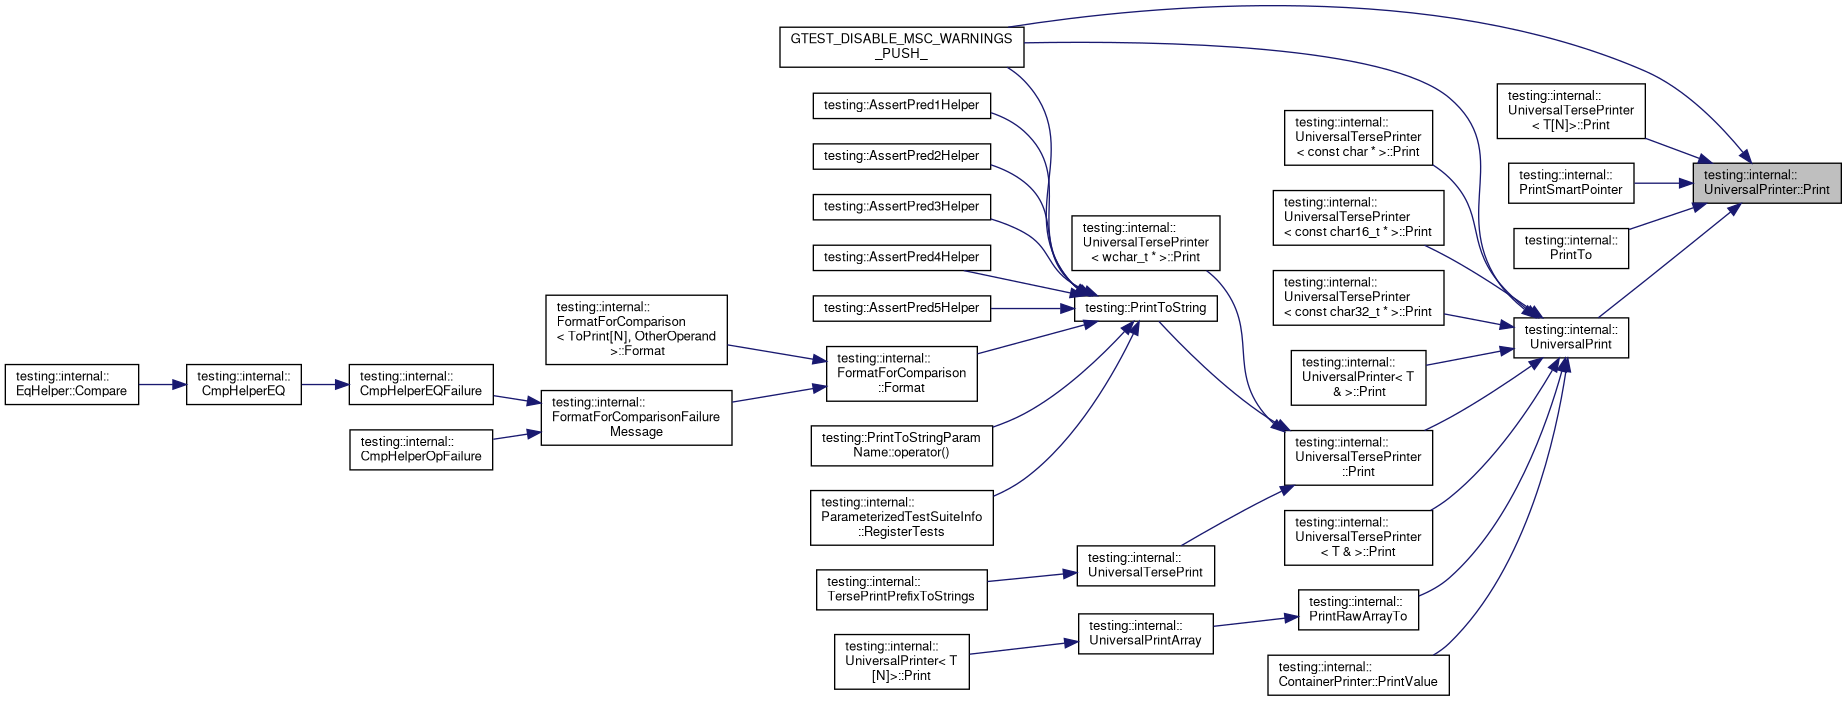 GTEST_DISABLE_MSC_WARNINGS
_PUSH_
testing::AssertPred1Helper
testing::AssertPred2Helper
testing::AssertPred3Helper
testing::AssertPred4Helper
testing::AssertPred5Helper
testing::internal::
FormatForComparison
< ToPrint[N], OtherOperand
>::Format
testing::internal::
EqHelper::Compare
testing::internal::
CmpHelperEQ
testing::internal::
CmpHelperEQFailure
testing::internal::
CmpHelperOpFailure
testing::internal::
FormatForComparisonFailure
Message
testing::internal::
FormatForComparison
::Format
testing::PrintToStringParam
Name::operator()
testing::internal::
ParameterizedTestSuiteInfo
::RegisterTests
testing::internal::
TersePrintPrefixToStrings
testing::internal::
UniversalPrinter< T
[N]>::Print
testing::internal::
UniversalTersePrinter
< wchar_t * >::Print
testing::PrintToString
testing::internal::
UniversalTersePrint
testing::internal::
UniversalPrintArray
testing::internal::
UniversalTersePrinter
< const char * >::Print
testing::internal::
UniversalTersePrinter
< const char16_t * >::Print
testing::internal::
UniversalTersePrinter
< const char32_t * >::Print
testing::internal::
UniversalPrinter< T
& >::Print
testing::internal::
UniversalTersePrinter
::Print
testing::internal::
UniversalTersePrinter
< T & >::Print
testing::internal::
PrintRawArrayTo
testing::internal::
ContainerPrinter::PrintValue
testing::internal::
UniversalTersePrinter
< T[N]>::Print
testing::internal::
PrintSmartPointer
testing::internal::
PrintTo
testing::internal::
UniversalPrint
testing::internal::
UniversalPrinter::Print